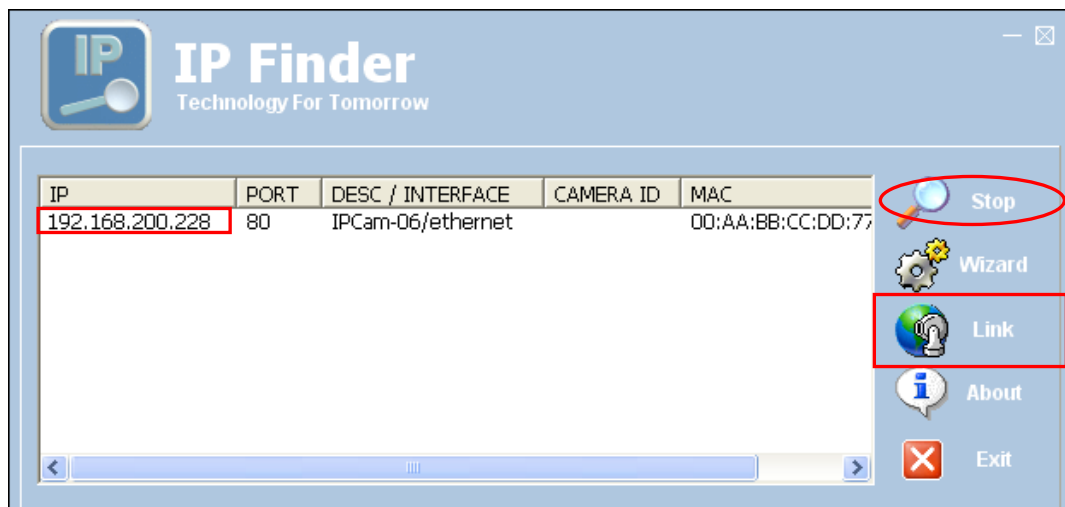 IP
IP Finder
Technology For Tomorrow
IP PORT DESC / INTERFACE CAMERA ID MAC
192.168.200.228 80 IPCam-06/ethernet 00:AA:BB:CC:DD:77
Stop
Wizard
Link
About
Exit